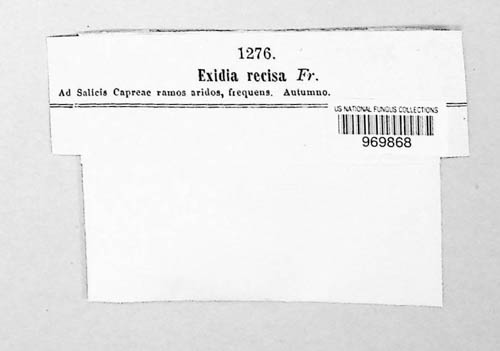 1276.
Exidia recisa Fr.
Ad Salicis Capreae ramos aridos, frequens. Autumno.
US NATIONAL FUNGUS COLLECTIONS
969868